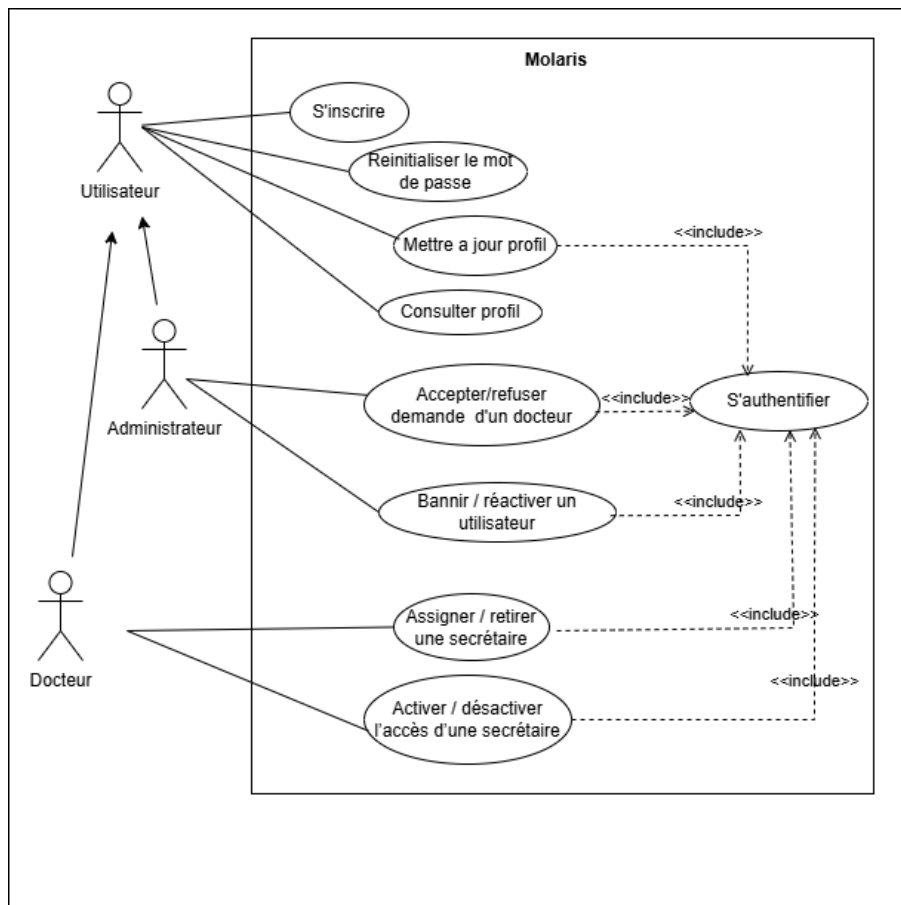 Molaris
S'inscrire
Utilisateur
Reinitialiser le mot
de passe
Mettre a jour profil
<<include>>
Consulter profil
Administrateur
Accepter/refuser
demande d'un docteur
<<include>>
S'authentifier
Bannir / réactiver un
utilisateur
<<include>>
Docteur
Assigner / retirer
une secrétaire
<<include>>
Activer / désactiver
l'accès d'une secrétaire
<<include>>